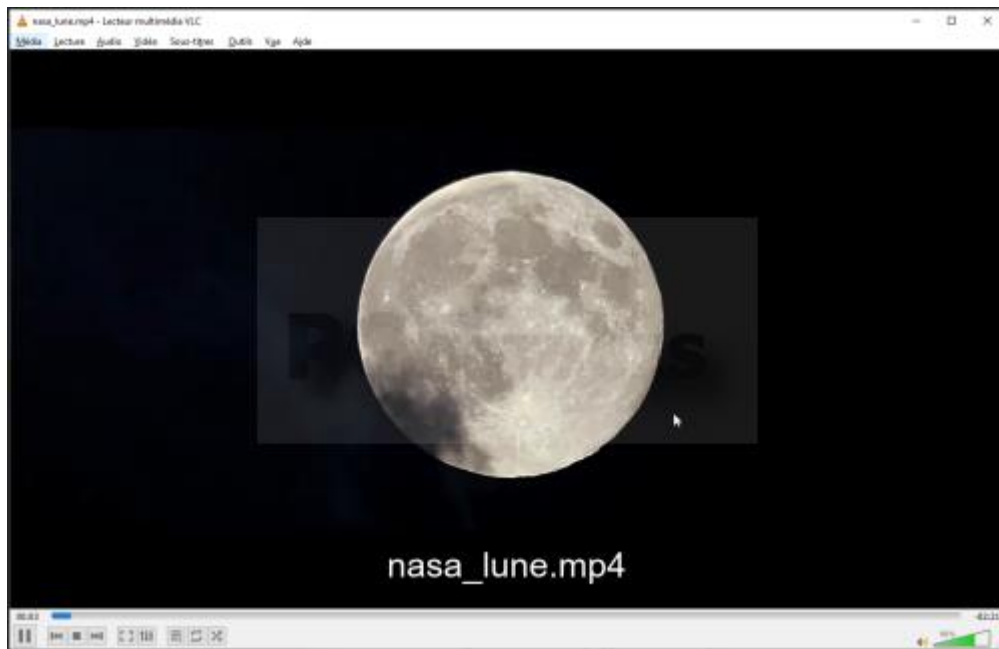 nasa_lune.mp4 - Lecteur multimédia VLC
Média Lecture Audio Vidéo Sous-titres Outils Vue Aide
nasa_lune.mp4